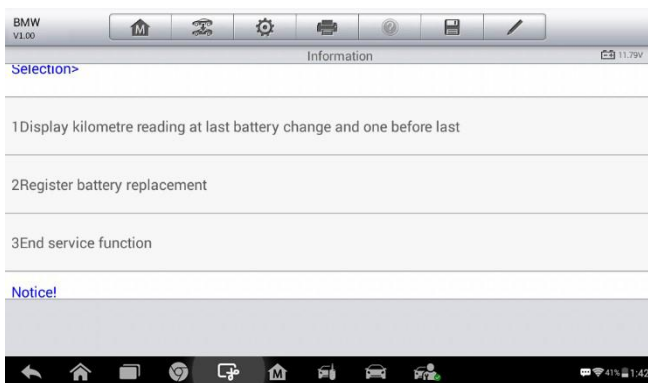 BMW
V1.00
Information
11.79V
Selection>
1Display kilometre reading at last battery change and one before last
2Register battery replacement
3End service function
Notice!
41% 1:42